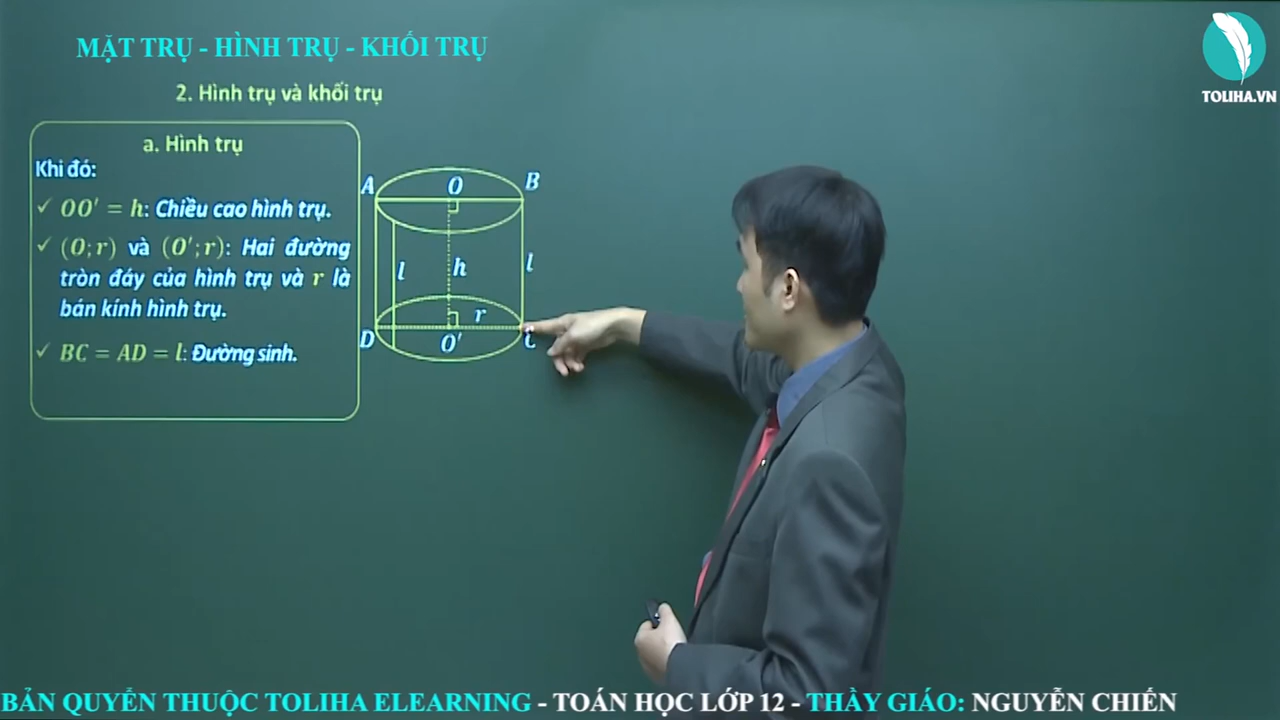 MẶT TRỤ - HÌNH TRỤ - KHỐI TRỤ
TOLIHA.VN
2. Hình trụ và khối trụ
a. Hình trụ
Khi đó:
✓ OO' = h: Chiều cao hình trụ.
✓ (O; r) và (O'; r): Hai đường
tròn đáy của hình trụ và r là
bán kính hình trụ.
✓ BC = AD = l: Đường sinh.
A O B
l h l
r
D O' C
BẢN QUYỀN THUỘC TOLIHA ELEARNING - TOÁN HỌC LỚP 12 - THẦY GIÁO: NGUYỄN CHIẾN